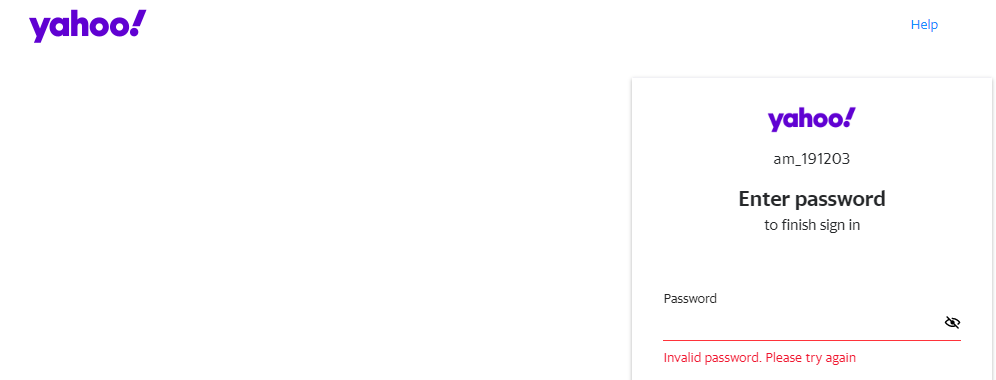 yahoo!
Help
yahoo!
am_191203
Enter password
to finish sign in
Password
Invalid password. Please try again